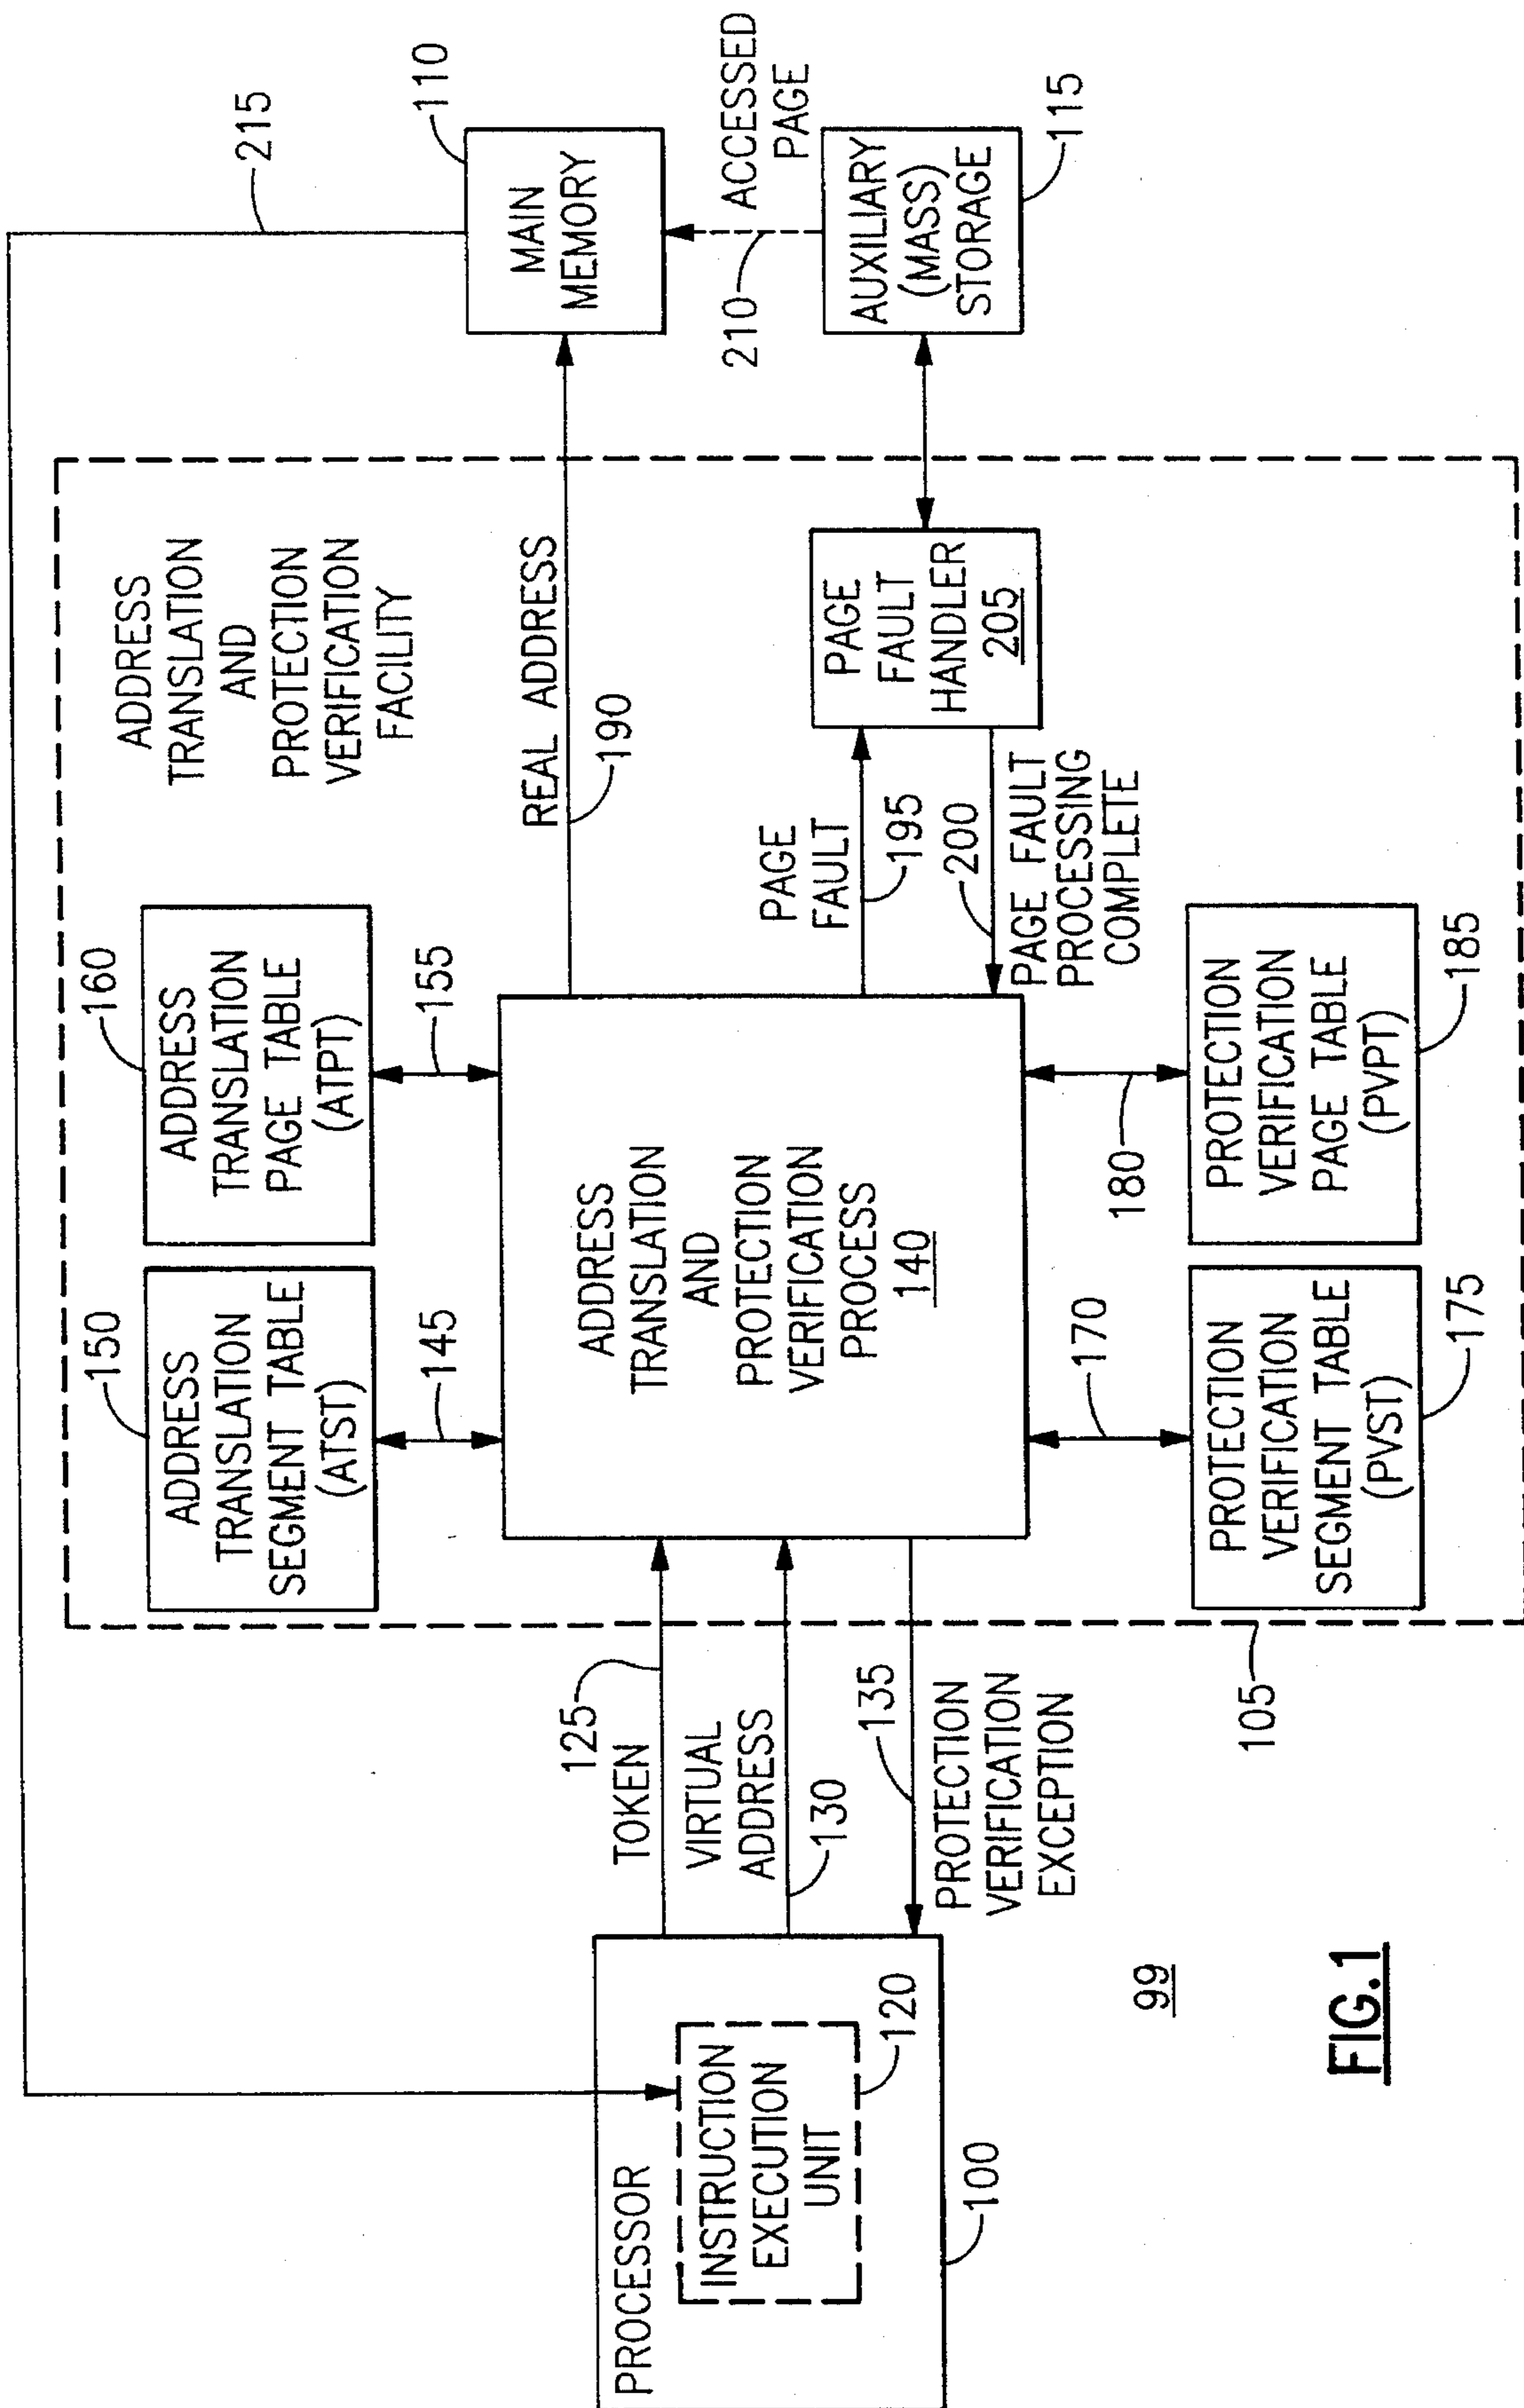 215
110
MAIN
MEMORY
ACCESSED
PAGE
210
AUXILIARY
(MASS)
STORAGE
115
ADDRESS
TRANSLATION
AND
PROTECTION
VERIFICATION
FACILITY
REAL ADDRESS
190
PAGE
FAULT
HANDLER
205
PAGE
FAULT
195
200
PAGE FAULT
PROCESSING
COMPLETE
160
ADDRESS
TRANSLATION
PAGE TABLE
(ATPT)
155
150
ADDRESS
TRANSLATION
SEGMENT TABLE
(ATST)
145
ADDRESS
TRANSLATION
AND
PROTECTION
VERIFICATION
PROCESS
140
180
PROTECTION
VERIFICATION
PAGE TABLE
(PVPT)
185
170
PROTECTION
VERIFICATION
SEGMENT TABLE
(PVST)
175
105
125
TOKEN
VIRTUAL
ADDRESS
130
135
PROTECTION
VERIFICATION
EXCEPTION
PROCESSOR
INSTRUCTION
EXECUTION
UNIT
120
100
99
FIG.1